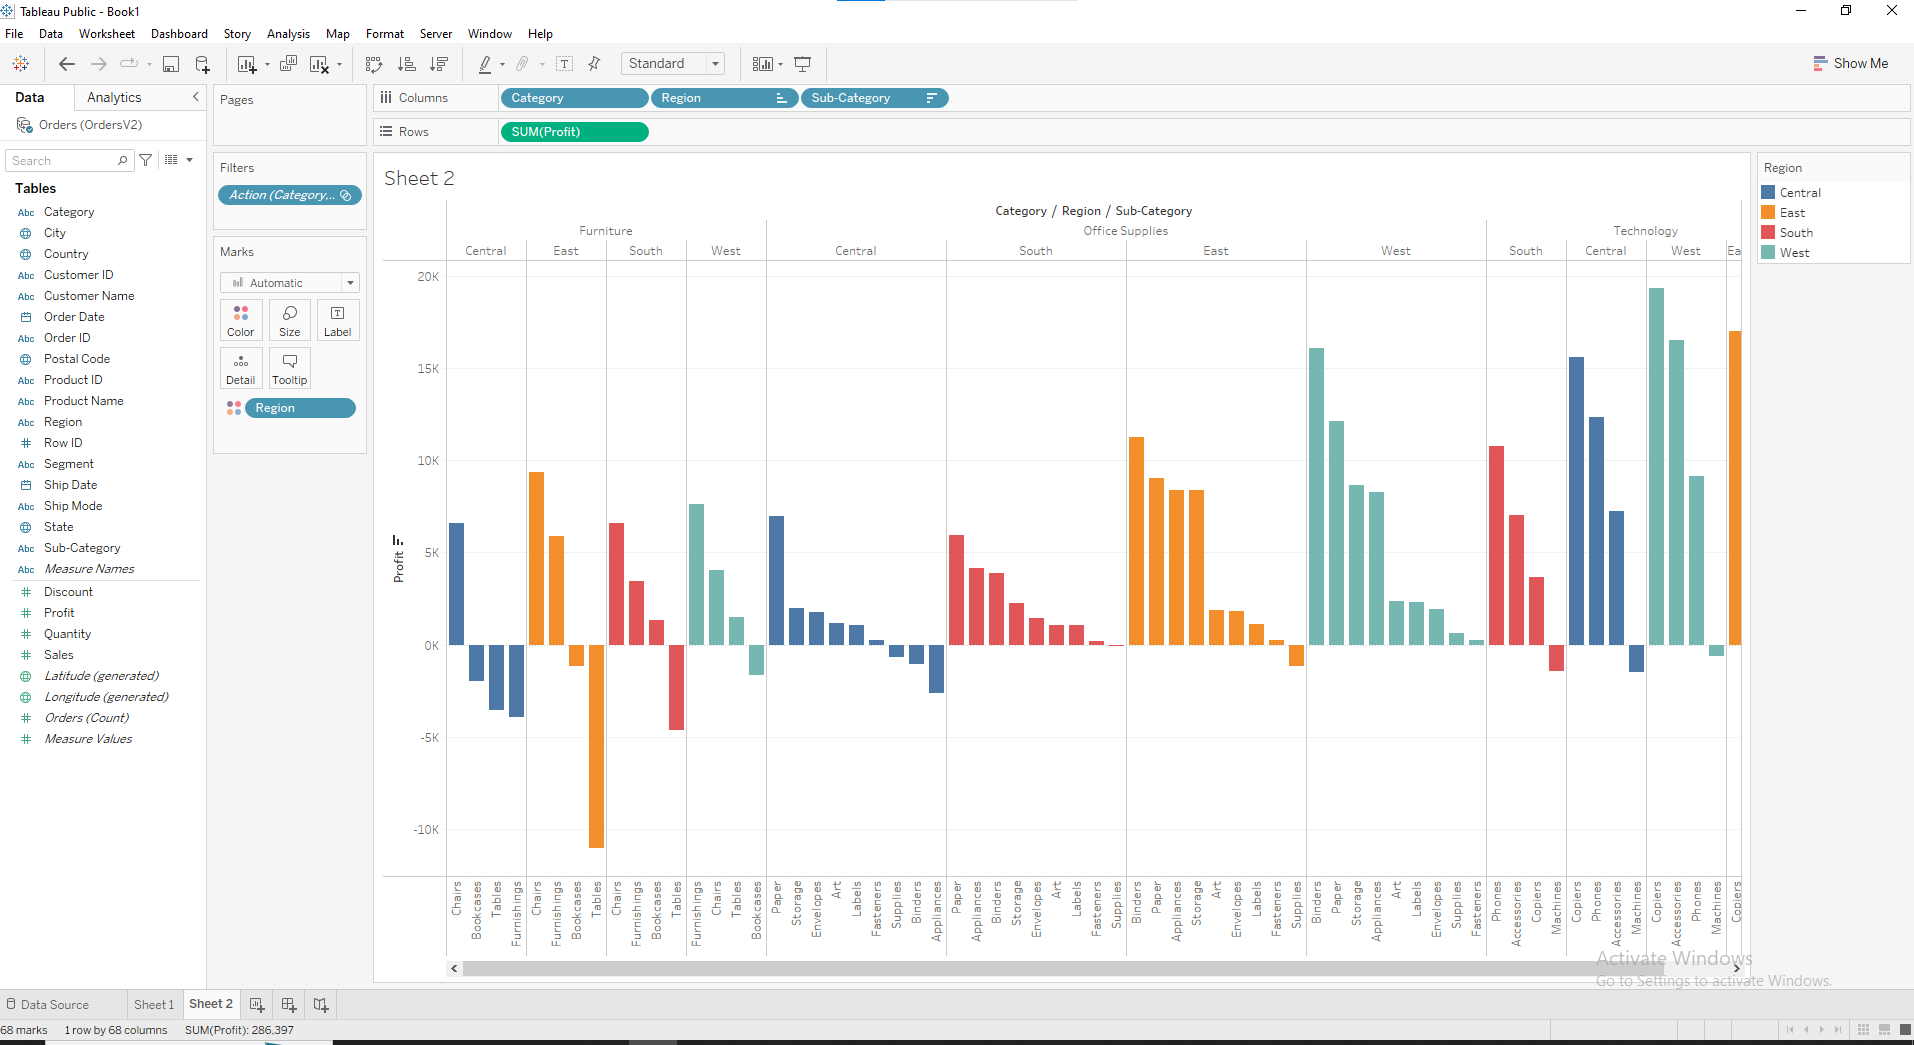 Tableau Public - Book1
File Data Worksheet Dashboard Story Analysis Map Format Server Window Help
Standard
Show Me
Data Analytics
Orders (OrdersV2)
Search
Tables
Abc Category
City
Country
Abc Customer ID
Abc Customer Name
Order Date
Abc Order ID
Postal Code
Abc Product ID
Abc Product Name
Abc Region
# Row ID
Abc Segment
Ship Date
Abc Ship Mode
State
Abc Sub-Category
Abc Measure Names
# Discount
# Profit
# Quantity
# Sales
Latitude (generated)
Longitude (generated)
# Orders (Count)
# Measure Values
Pages
Filters
Action (Category,..
Marks
Automatic
Color Size Label
Detail Tooltip
Region
Columns Category Region Sub-Category
Rows SUM(Profit)
Sheet 2
Category / Region / Sub-Category
Furniture Office Supplies Technology
Central East South West Central South East West South Central West Ea
20K
15K
10K
5K
0K
-5K
-10K
Profit
Chairs Bookcases Tables Furnishings Chairs Furnishings Bookcases Tables Chairs Furnishings Bookcases Tables Furnishings Chairs Tables Bookcases Paper Storage Envelopes Art Labels Fasteners Supplies Binders Appliances Paper Appliances Binders Storage Envelopes Art Labels Fasteners Supplies Binders Paper Appliances Storage Art Envelopes Labels Fasteners Supplies Binders Paper Storage Appliances Art Labels Envelopes Supplies Fasteners Phones Accessories Copiers Machines Copiers Phones Accessories Machines Copiers Accessories Phones Machines Copiers
Region
Central
East
South
West
Activate Windows
Go to Settings to activate Windows.
Data Source Sheet 1 Sheet 2
68 marks 1 row by 68 columns SUM(Profit): 286,397